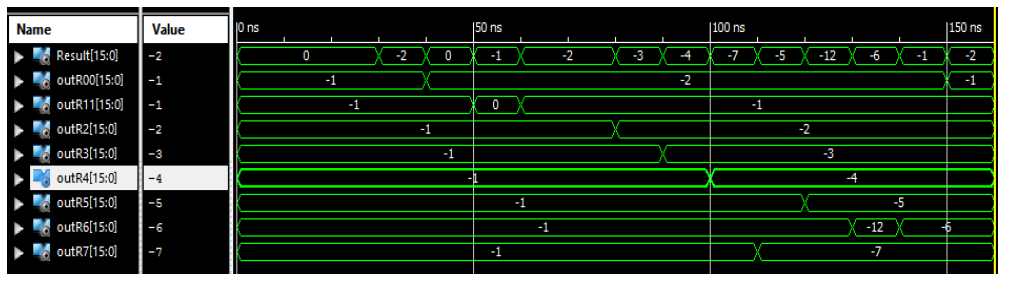 Name Value 0 ns 50 ns 100 ns 150 ns
Result[15:0] -2 0 -2 0 -1 -2 -3 -4 -7 -5 -12 -6 -1 -2
outR00[15:0] -1 -1 -2 -1
outR11[15:0] -1 -1 0 -1
outR2[15:0] -2 -1 -2
outR3[15:0] -3 -1 -3
outR4[15:0] -4 -1 -4
outR5[15:0] -5 -1 -5
outR6[15:0] -6 -1 -12 -6
outR7[15:0] -7 -1 -7